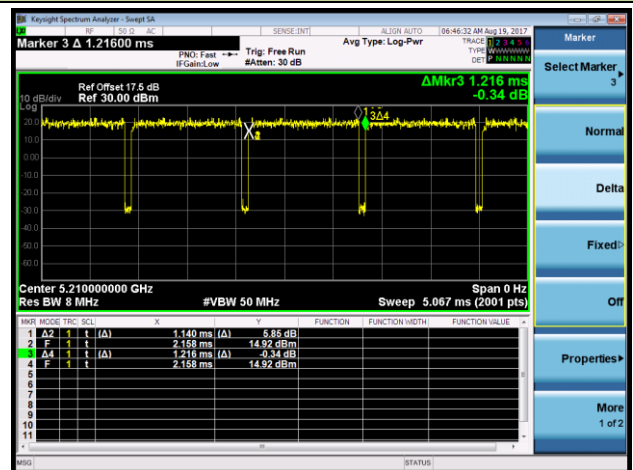 Keysight Spectrum Analyzer - Swept SA
RF 50 Ω AC SENSE:INT ALIGN AUTO 06:46:32 AM Aug 19, 2017
Marker 3 Δ 1.21600 ms
PNO: Fast Trig: Free Run Avg Type: Log-Pwr TRACE 1 2 3 4 5 6
TYPE WWWWWW
IFGain:Low #Atten: 30 dB DET P N N N N N
Marker
Select Marker
3
Normal
Delta
Fixed
Off
Properties
More
1 of 2
ΔMkr3 1.216 ms
-0.34 dB
Ref Offset 17.5 dB
10 dB/div Ref 30.00 dBm
Log
20.0
10.0
0.00
-10.0
-20.0
-30.0
-40.0
-50.0
-60.0
3Δ4
Center 5.210000000 GHz Span 0 Hz
Res BW 8 MHz #VBW 50 MHz Sweep 5.067 ms (2001 pts)
MKR MODE TRC SCL X Y FUNCTION FUNCTION WIDTH FUNCTION VALUE
1 Δ2 1 t (Δ) 1.140 ms (Δ) 5.85 dB
2 F 1 t 2.158 ms 14.92 dBm
3 Δ4 1 t (Δ) 1.216 ms (Δ) -0.34 dB
4 F 1 t 2.158 ms 14.92 dBm
5
6
7
8
9
10
11
MSG STATUS